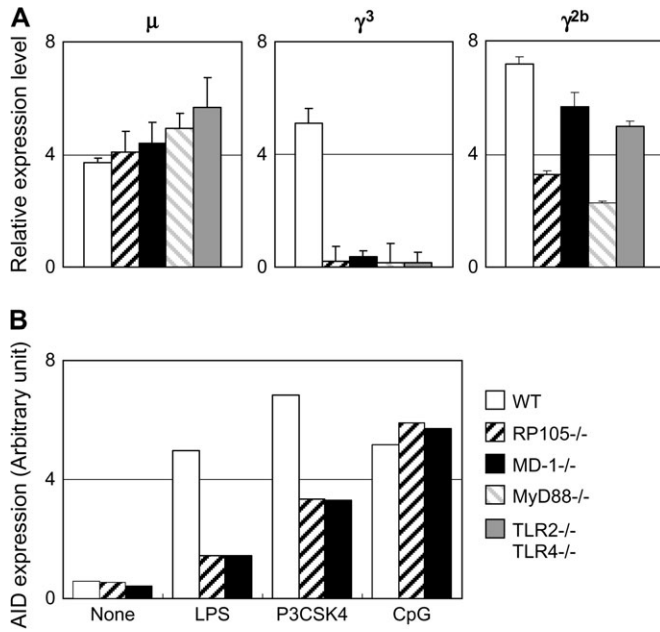 A
μ
γ3
γ2b
Relative expression level
8
4
0
8
4
0
8
4
0
B
AID expression (Arbitrary unit)
8
4
0
None
LPS
P3CSK4
CpG
WT
RP105-/-
MD-1-/-
MyD88-/-
TLR2-/-
TLR4-/-